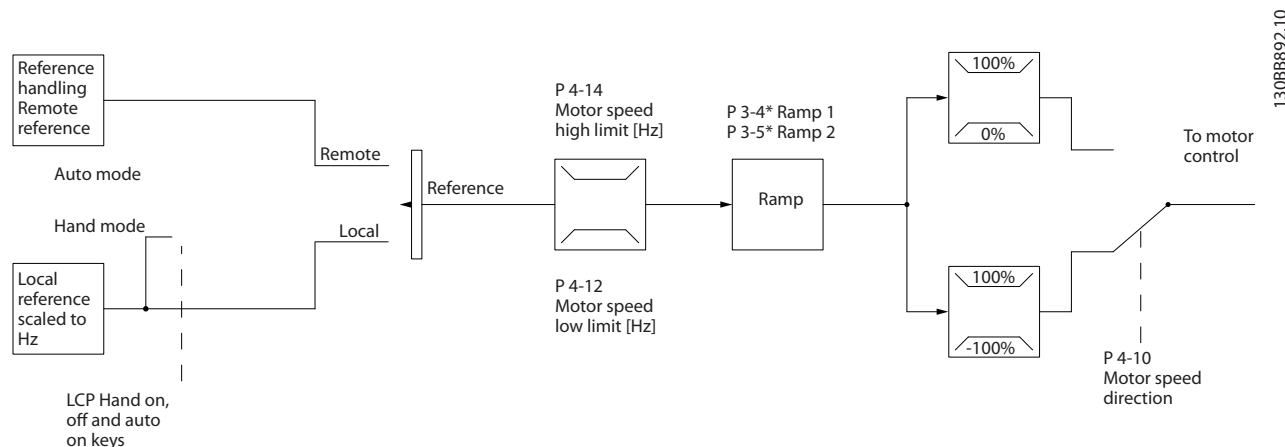 Reference
handling
Remote
reference
Auto mode
Remote
Hand mode
Local
Local
reference
scaled to
Hz
LCP Hand on,
off and auto
on keys
Reference
P 4-14
Motor speed
high limit [Hz]
P 4-12
Motor speed
low limit [Hz]
P 3-4* Ramp 1
P 3-5* Ramp 2
Ramp
100%
0%
100%
-100%
To motor
control
P 4-10
Motor speed
direction
130BB892.10